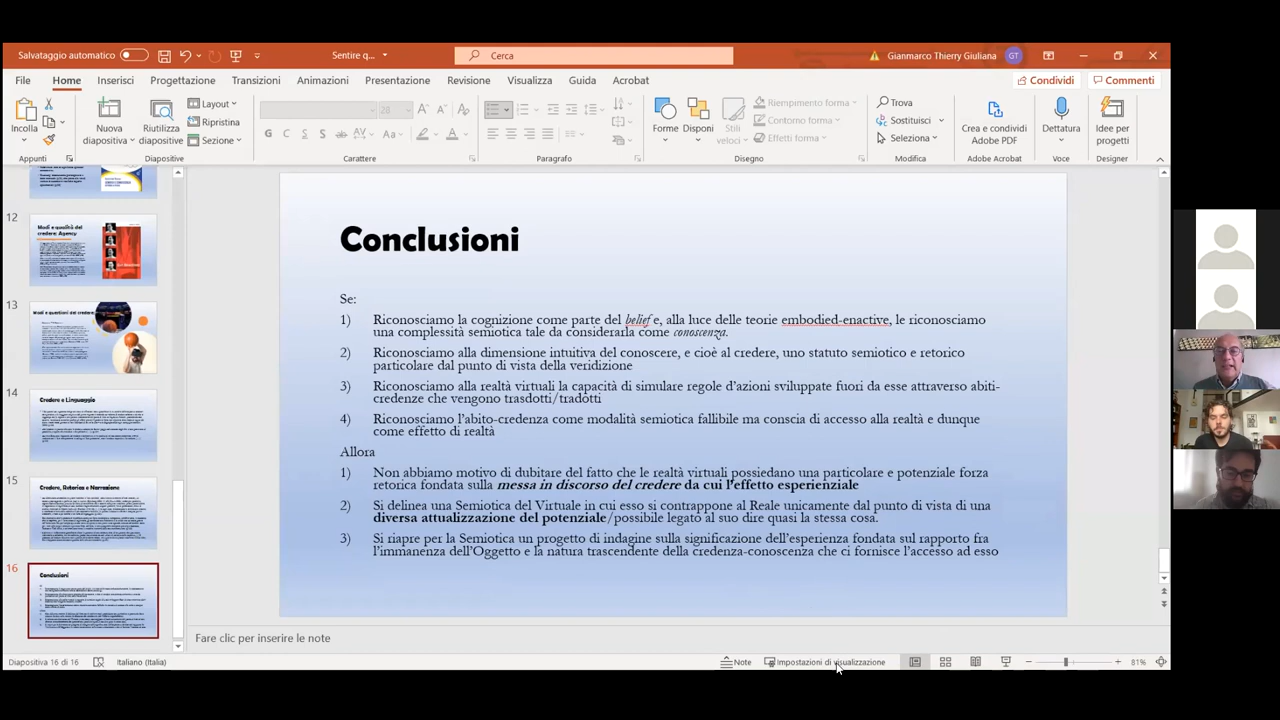 Salvataggio automatico
Sentire q...
Cerca
Gianmarco Thierry Giuliana
GT
File Home Inserisci Progettazione Transizioni Animazioni Presentazione Revisione Visualizza Guida Acrobat
Condividi Commenti
Incolla
Nuova diapositiva
Riutilizza diapositive
Layout
Ripristina
Sezione
28
Forme
Disponi
Stili veloci
Riempimento forma
Contorno forma
Effetti forma
Trova
Sostituisci
Seleziona
Crea e condividi Adobe PDF
Dettatura
Idee per progetti
Appunti Diapositive Carattere Paragrafo Disegno Modifica Adobe Acrobat Voce Designer
12
Modi e qualità del credere: Agency
13
Modi e questioni del credere
14
Credere e Linguaggio
15
Credere, Retorica e Narrazione
16
Conclusioni
Conclusioni
Se:
1) Riconosciamo la cognizione come parte del belief e, alla luce delle teorie embodied-enactive, le riconosciamo
una complessità semiotica tale da considerarla come conoscenza.
2) Riconosciamo alla dimensione intuitiva del conoscere, e cioè al credere, uno statuto semiotico e retorico
particolare dal punto di vista della veridizione
3) Riconosciamo alla realtà virtuali la capacità di simulare regole d'azioni sviluppate fuori da esse attraverso abiti-
credenze che vengono trasdotti/tradotti
4) Riconosciamo l'abito-credenza come modalità semiotica fallibile ma conscia di accesso alla realtà e dunque
come effetto di realtà
Allora
1) Non abbiamo motivo di dubitare del fatto che le realtà virtuali possiedano una particolare e potenziale forza
retorica fondata sulla messa in discorso del credere da cui l'effetto esperienziale
2) Si delinea una Semiotica del Virtuale in cui esso si contrappone al Reale unicamente dal punto di vista di una
diversa attualizzazione del potenziale/possibile legato al suo dire quasi la stessa cosa.
3) Si riapre per la Semiotica un progetto di indagine sulla significazione dell'esperienza fondata sul rapporto fra
l'immanenza dell'Oggetto e la natura trascendente della credenza-conoscenza che ci fornisce l'accesso ad esso
Fare clic per inserire le note
Diapositiva 16 di 16
Italiano (Italia)
Note
Impostazioni di visualizzazione
81%